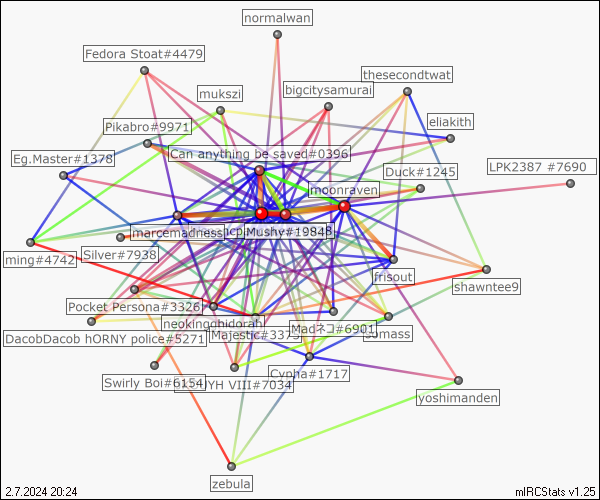 normalwan
Fedora Stoat#4479
thesecondtwat
mukszi
bigcitysamurai
eliakith
Pikabro#9971
Can anything be saved#0396
Eg.Master#1378
Duck#1245
LPK2387 #7690
moonraven
marcemadness
Mushy#1984
ming#4742
Silver#7938
frisout
shawntee9
Pocket Persona#3326
neokingghidorah
Madネコ#6901
DacobDacob hORNY police#5271
Majestic#3375
Cynha#1717
Swirly Boi#6154
UYH VIII#7034
yoshimanden
zebula
2.7.2024 20:24
mIRCStats v1.25